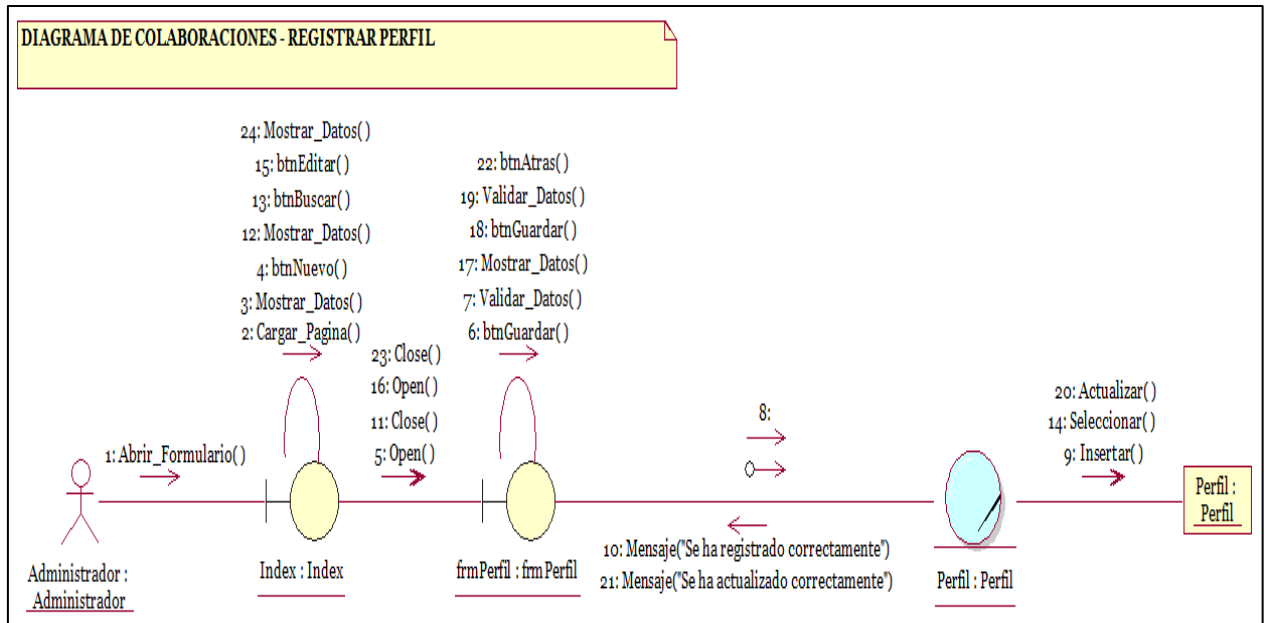 DIAGRAMA DE COLABORACIONES - REGISTRAR PERFIL
24: Mostrar_Datos( )
15: btnEditar( )
13: btnBuscar( )
12: Mostrar_Datos( )
4: btnNuevo( )
3: Mostrar_Datos( )
2: Cargar_Pagina( )
22: btnAtras( )
19: Validar_Datos( )
18: btnGuardar( )
17: Mostrar_Datos( )
7: Validar_Datos( )
6: btnGuardar( )
23: Close( )
16: Open( )
11: Close( )
5: Open( )
8:
20: Actualizar( )
14: Seleccionar( )
9: Insertar( )
1: Abrir_Formulario( )
10: Mensaje("Se ha registrado correctamente")
21: Mensaje("Se ha actualizado correctamente")
Administrador :
Administrador
Index : Index
frmPerfil : frmPerfil
Perfil : Perfil
Perfil :
Perfil